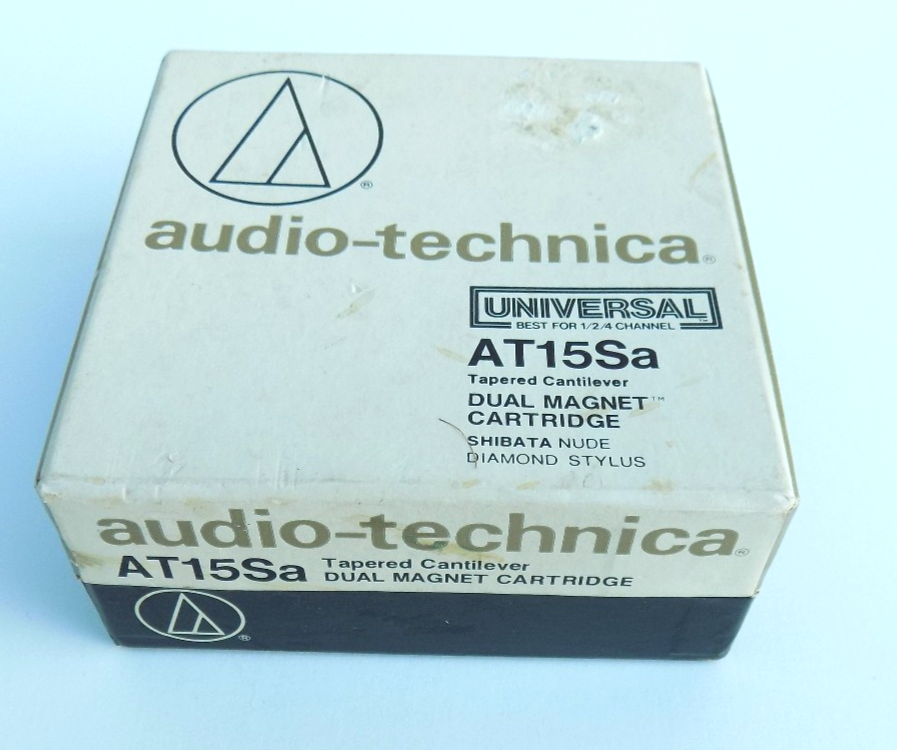 ®
audio-technica®
UNIVERSAL™
BEST FOR 1/2/4 CHANNEL
AT15Sa
Tapered Cantilever
DUAL MAGNET™
CARTRIDGE
SHIBATA NUDE
DIAMOND STYLUS
audio-technica®
AT15Sa Tapered Cantilever
DUAL MAGNET CARTRIDGE
®